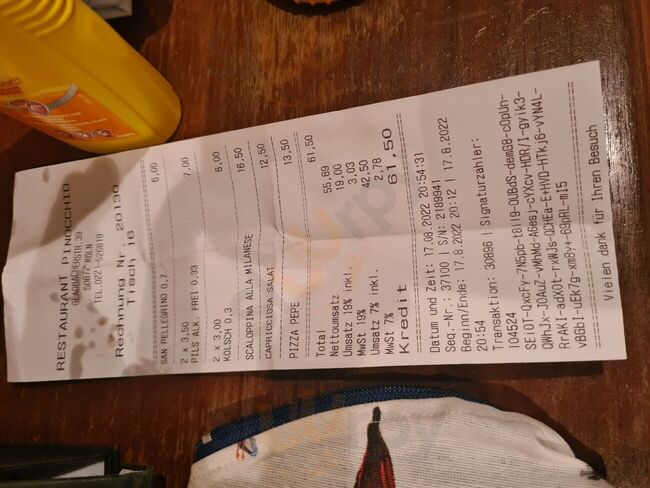 RESTAURANT PINOCCHIO
GLADBACHERSTR.39
50672 KÖLN
TEL.0221-520819
Rechnung Nr. 20130
Tisch 16
SAN PELLEGRINO 0,7 6,00
2 x 3,50
PILS ALK. FREI 0,33 7,00
2 x 3,00
KÖLSCH 0,3 6,00
SCALOPPINA ALLA MILANESE 16,50
CAPRICCIOSA SALAT 12,50
PIZZA PEPE 13,50
Total 61,50
Nettoumsatz 55,69
Umsatz 19% inkl. 19,00
MwSt 19% 3,03
Umsatz 7% inkl. 42,50
MwSt 7% 2,78
Kredit 61,50
Datum und Zeit: 17.08.2022 20:54:31
Seq.-Nr.: 37100 | S/N: 2189941
Beginn/Ende: 17.8.2022 20:12 | 17.8.2022
20:54
Transaktion: 30896 | Signaturzähler:
104524
Vielen dank für Ihren Besuch